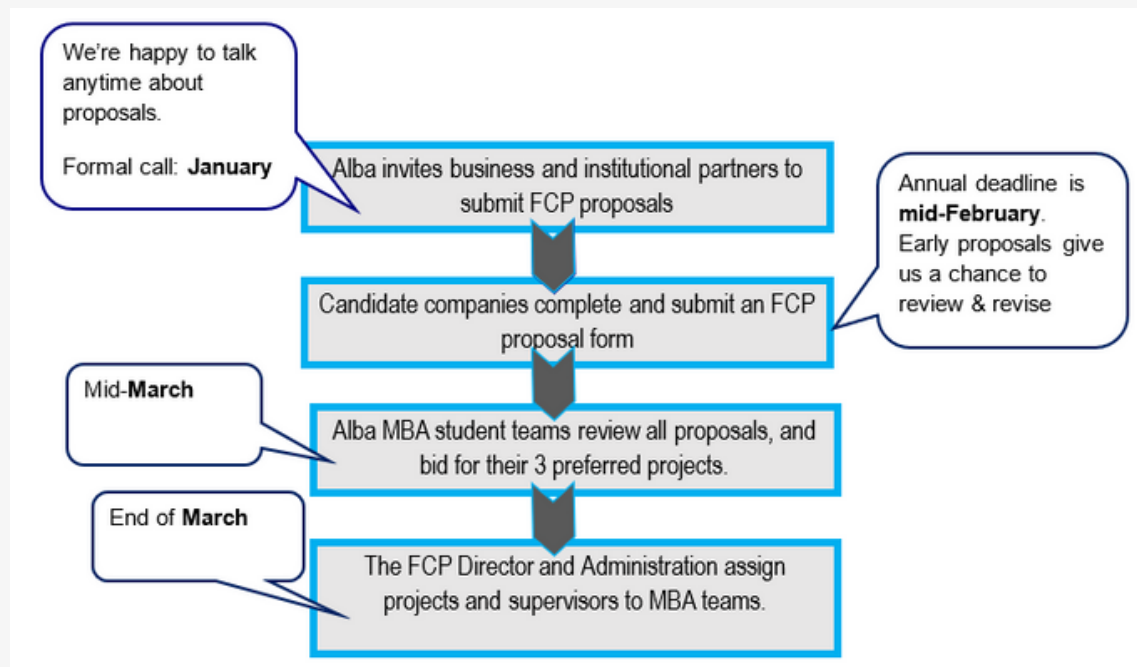 We're happy to talk
anytime about
proposals.
Formal call: January
Alba invites business and institutional partners to
submit FCP proposals
Annual deadline is
mid-February.
Early proposals give
us a chance to
review & revise
Candidate companies complete and submit an FCP
proposal form
Mid-March
Alba MBA student teams review all proposals, and
bid for their 3 preferred projects.
End of March
The FCP Director and Administration assign
projects and supervisors to MBA teams.